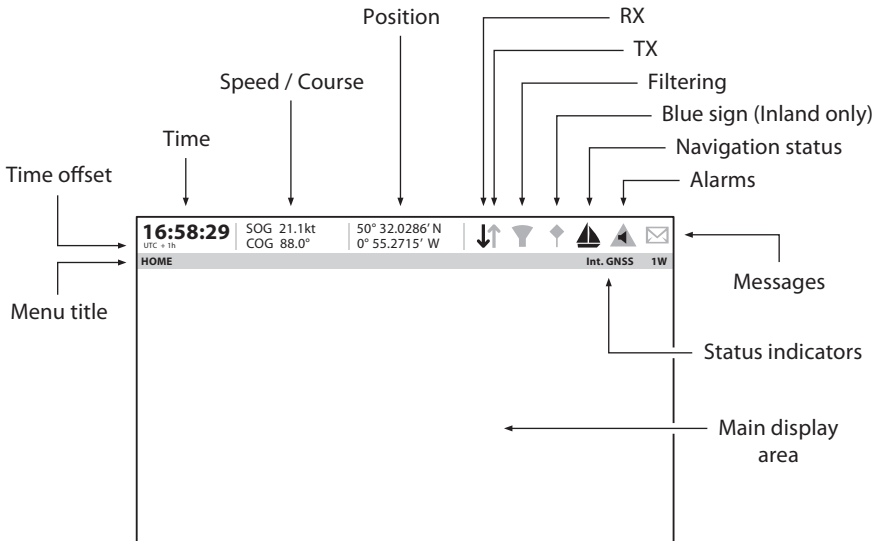 Position
RX
TX
Speed / Course
Filtering
Blue sign (Inland only)
Time
Navigation status
Time offset
Alarms
16:58:29
UTC + 1h
SOG 21.1kt
COG 88.0°
50° 32.0286′ N
0° 55.2715′ W
HOME
Int. GNSS 1W
Messages
Menu title
Status indicators
Main display
area